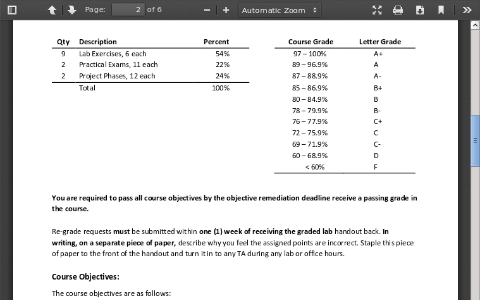 Page: 2 of 6 Automatic Zoom
Qty Description Percent
9 Lab Exercises, 6 each 54%
2 Practical Exams, 11 each 22%
2 Project Phases, 12 each 24%
Total 100%
Course Grade Letter Grade
97 – 100% A+
89 – 96.9% A
87 – 88.9% A-
85 – 86.9% B+
80 – 84.9% B
78 – 79.9% B-
76 – 77.9% C+
72 – 75.9% C
69 – 71.9% C-
60 – 68.9% D
< 60% F
You are required to pass all course objectives by the objective remediation deadline receive a passing grade in
the course.
Re-grade requests must be submitted within one (1) week of receiving the graded lab handout back. In
writing, on a separate piece of paper, describe why you feel the assigned points are incorrect. Staple this piece
of paper to the front of the handout and turn it in to any TA during any lab or office hours.
Course Objectives:
The course objectives are as follows: